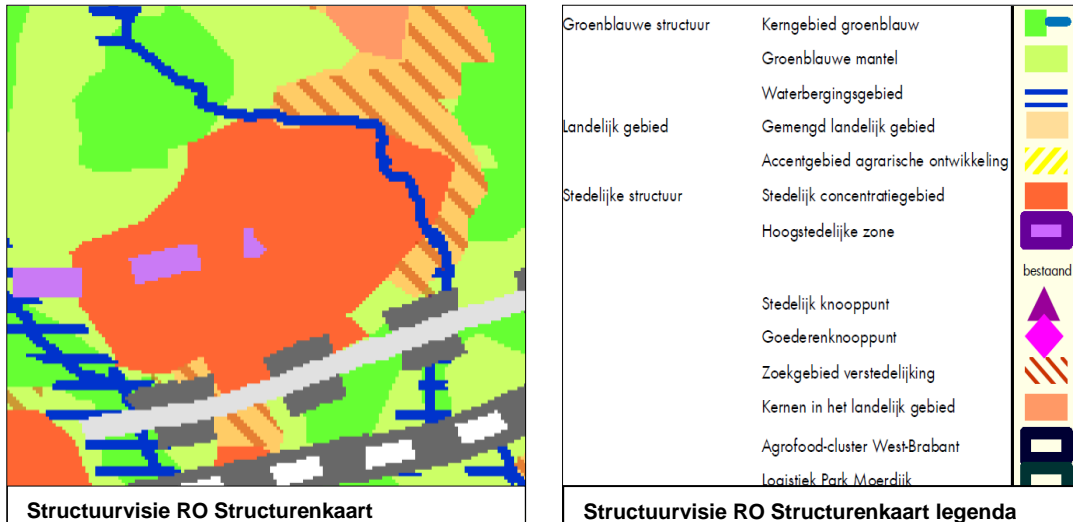 Groenblauwe structuur Kerngebied groenblauw
Groenblauwe mantel
Waterbergingsgebied
Landelijk gebied Gemengd landelijk gebied
Accentgebied agrarische ontwikkeling
Stedelijke structuur Stedelijk concentratiegebied
Hoogstedelijke zone
bestaand
Stedelijk knooppunt
Goederenknooppunt
Zoekgebied verstedelijking
Kernen in het landelijk gebied
Agrofood-cluster West-Brabant
Logistiek Park Moerdijk
Structuurvisie RO Structurenkaart
Structuurvisie RO Structurenkaart legenda